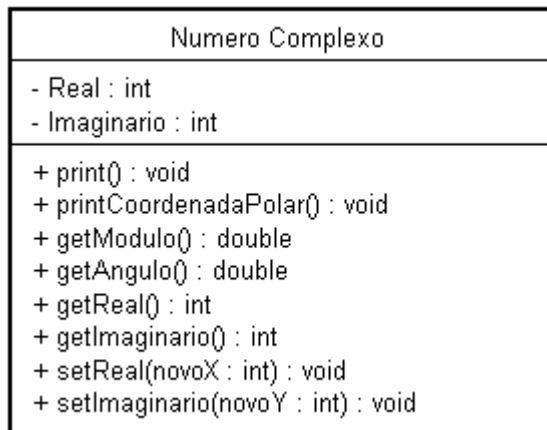 Numero Complexo
- Real : int
- Imaginario : int
+ print() : void
+ printCoordenadaPolar() : void
+ getModulo() : double
+ getAngulo() : double
+ getReal() : int
+ getImaginario() : int
+ setReal(novoX : int) : void
+ setImaginario(novoY : int) : void